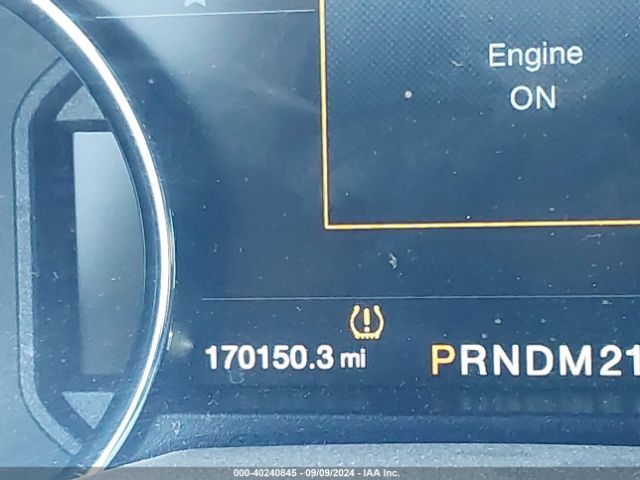 Engine
ON
170150.3 mi
PRNDM21
000-40240845 - 09/09/2024 - IAA Inc.